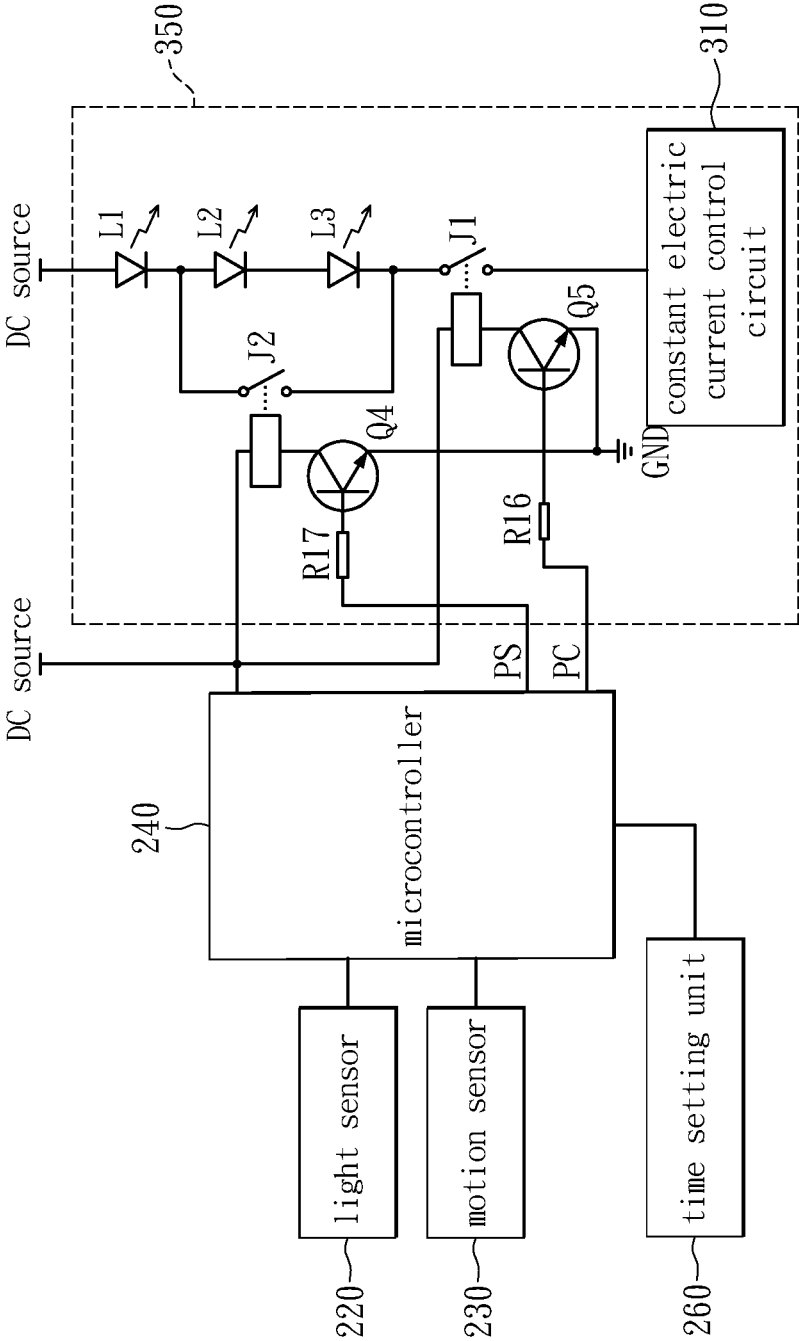 DC source
DC source
350
310
L1
L2
L3
J1
J2
Q4
Q5
R17
R16
GND
constant electric
current control
circuit
PS
PC
240
microcontroller
light sensor
motion sensor
time setting unit
220
230
260